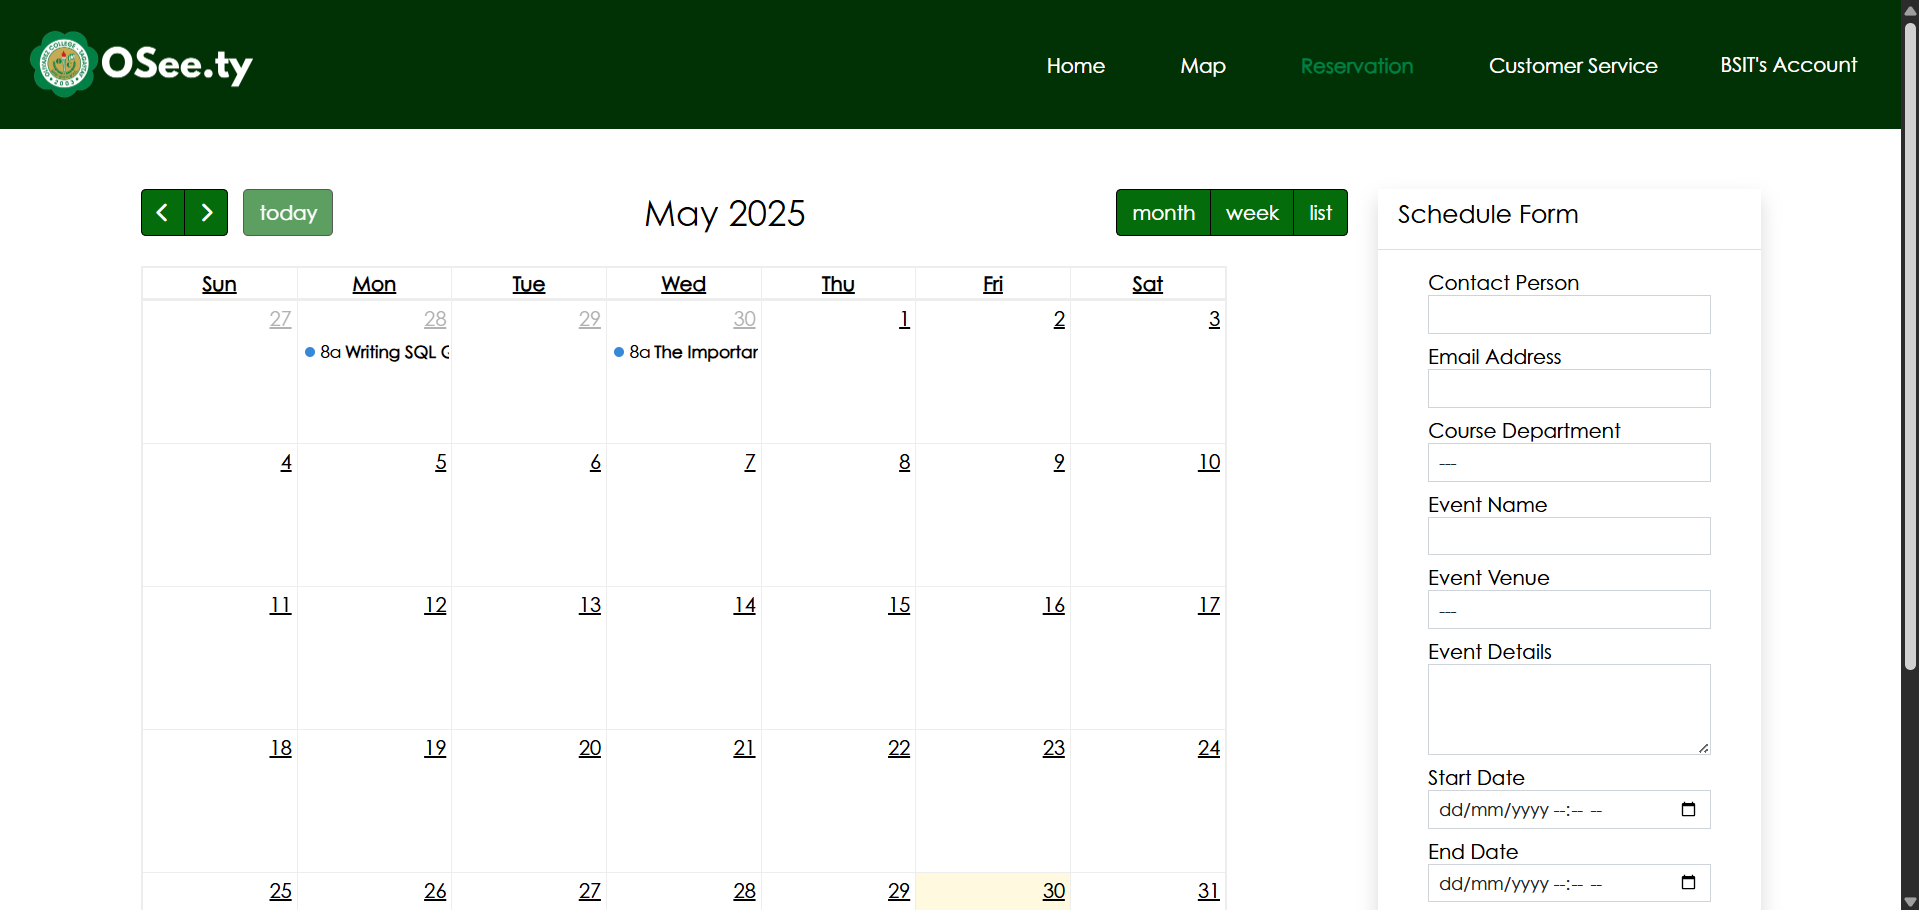 OSee.ty
Home Map Reservation Customer Service BSIT's Account
today
May 2025
month week list
Sun Mon Tue Wed Thu Fri Sat
27 28 29 30 1 2 3
8a Writing SQL 8a The
4 5 6 7 8 9 10
11 12 13 14 15 16 17
18 19 20 21 22 23 24
25 26 27 28 29 30 31
Schedule Form
Contact Person
Email Address
Course Department
---
Event Name
Event Venue
---
Event Details
Start Date
dd/mm/yyyy --:-- --
End Date
dd/mm/yyyy --:-- --